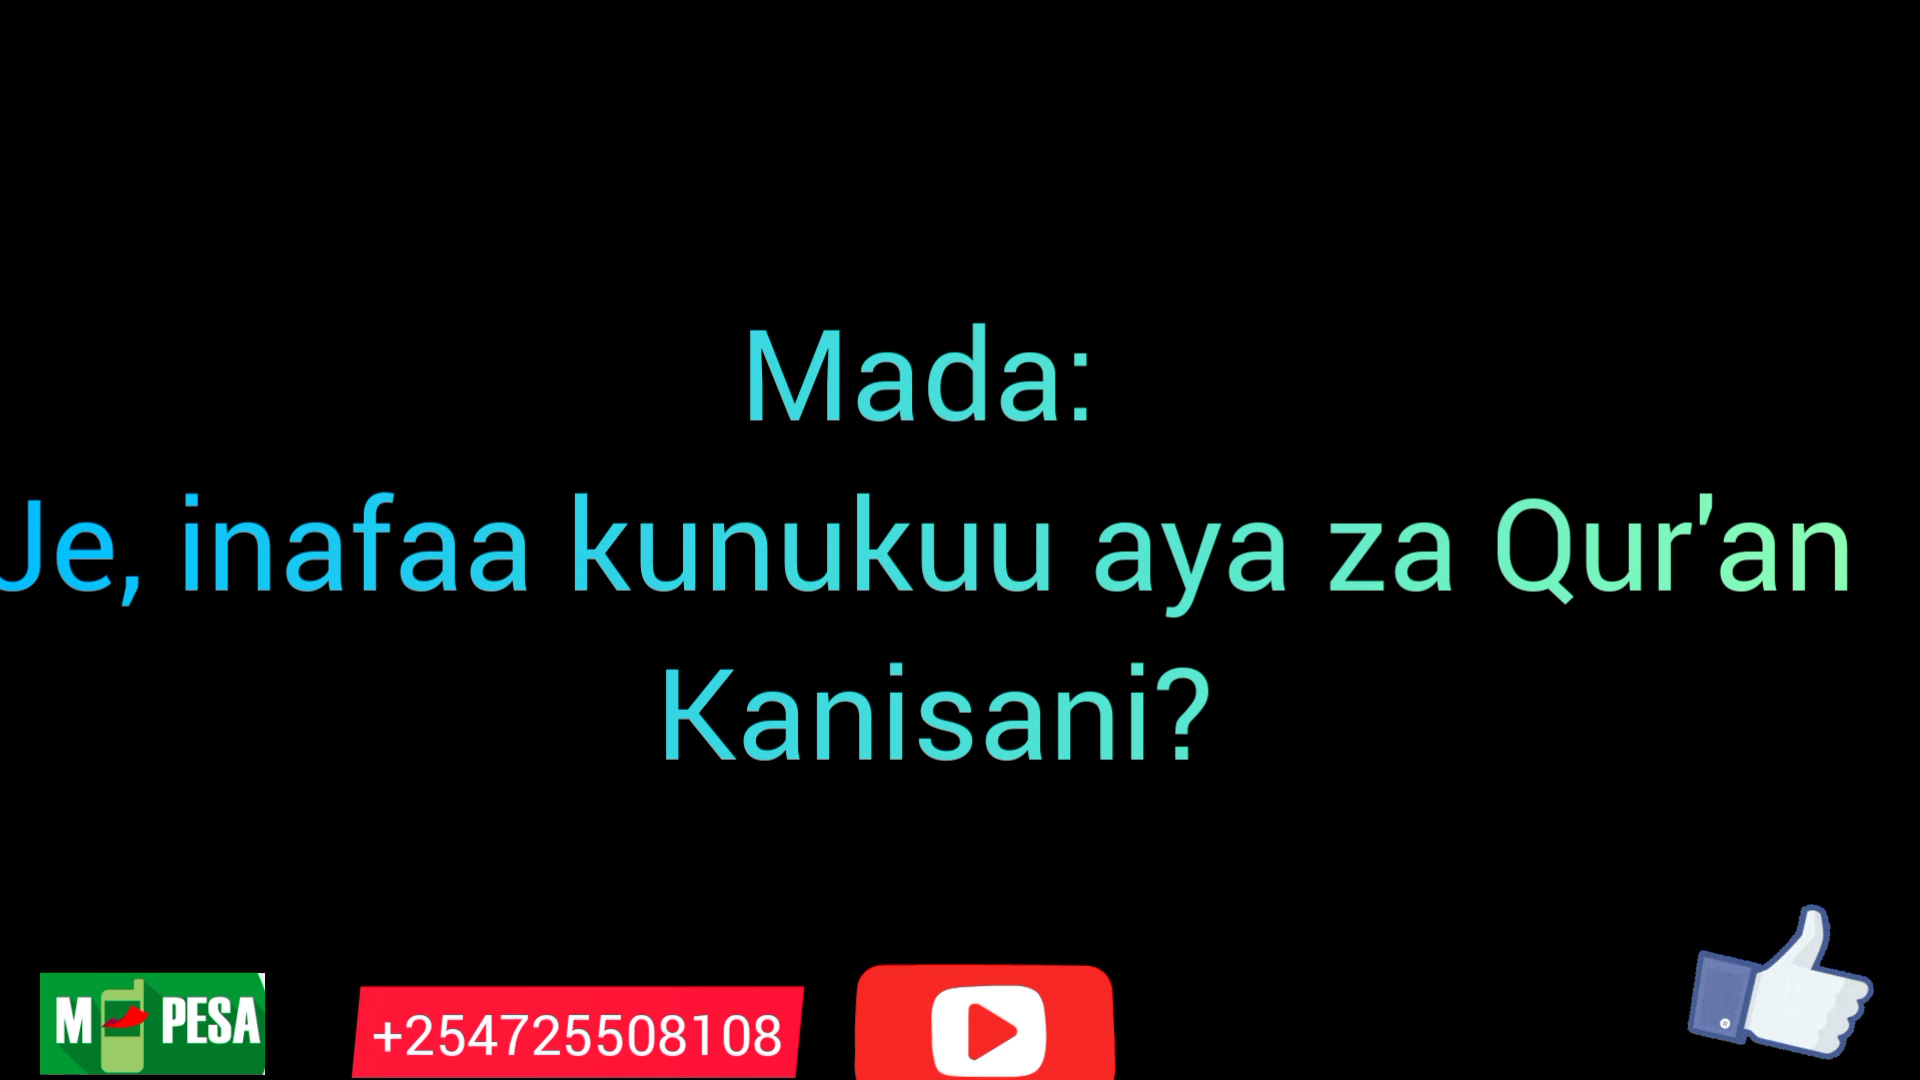 Mada:
Je, inafaa kunukuu aya za Qur'an
Kanisani?
M PESA
+254725508108